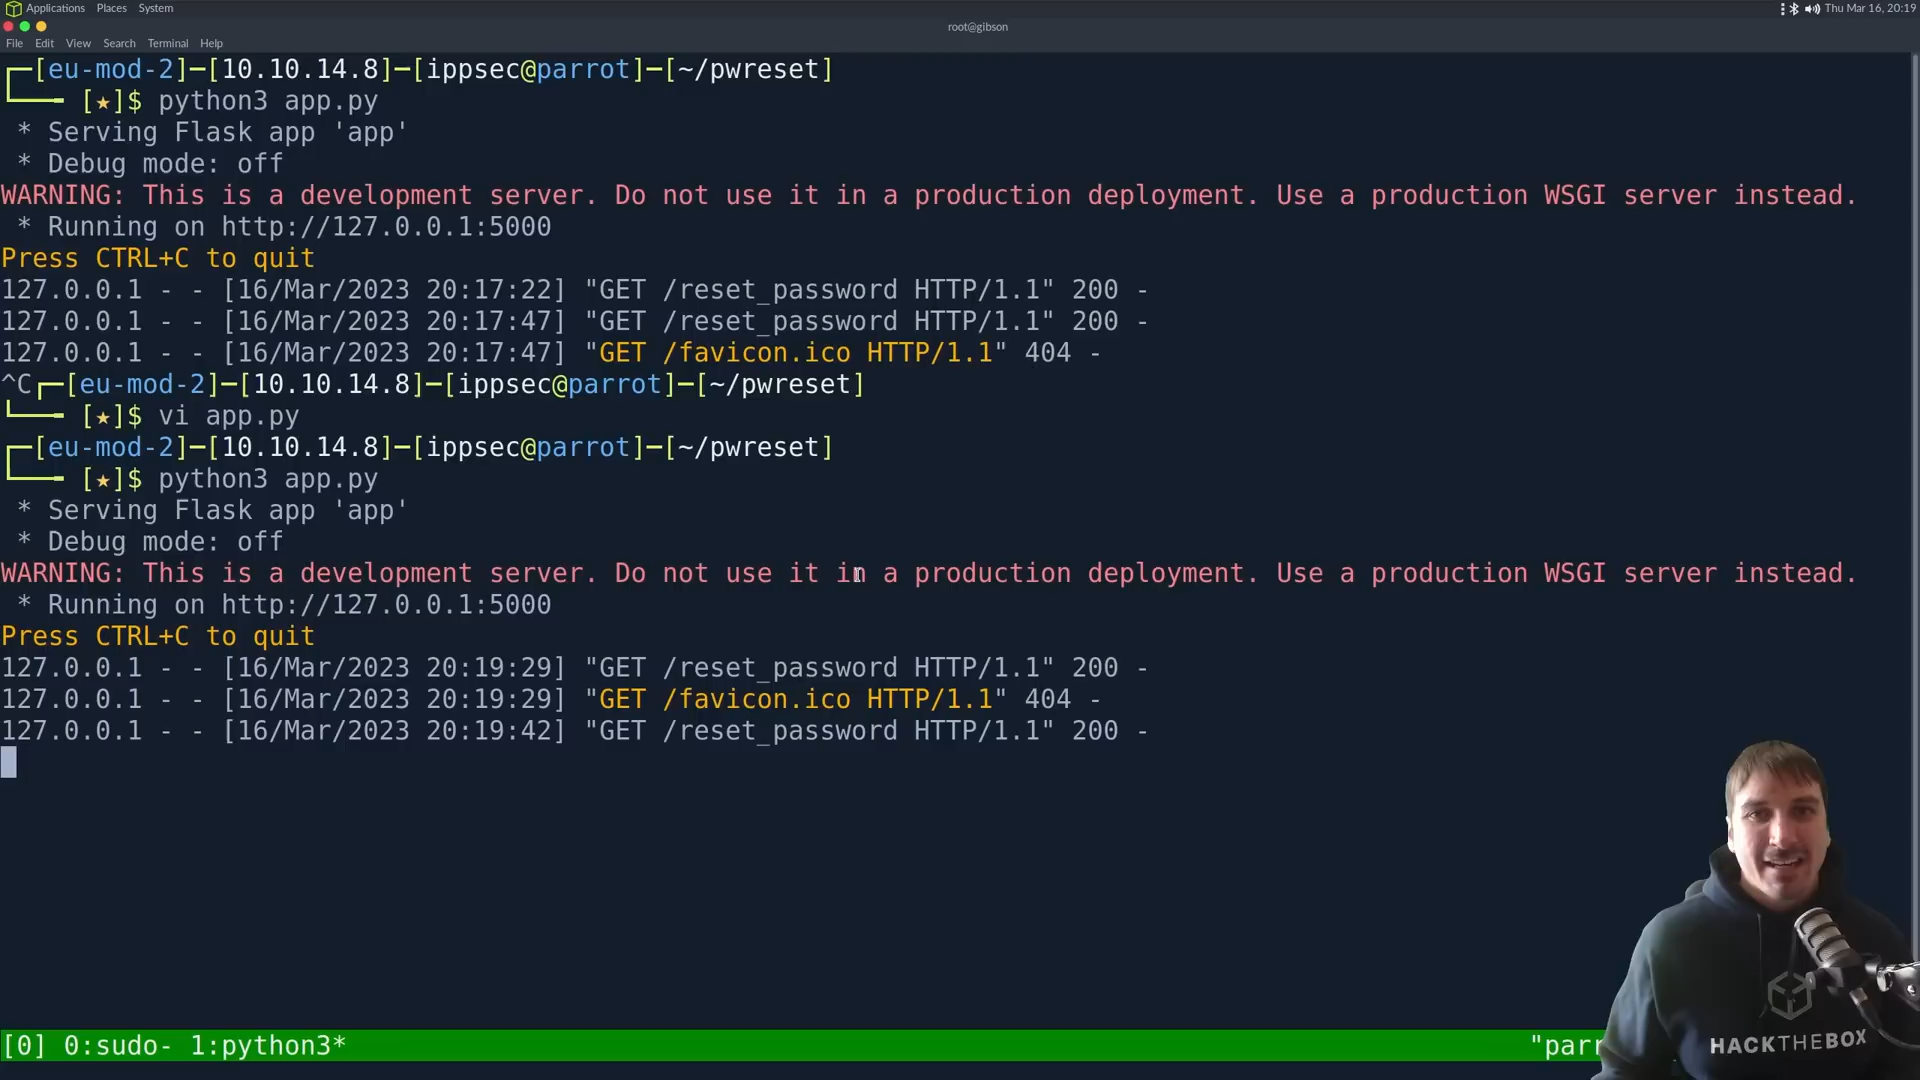 Applications Places System
Thu Mar 16, 20:19
root@gibson
File Edit View Search Terminal Help
┌─[eu-mod-2]─[10.10.14.8]─[ippsec@parrot]─[~/pwreset]
└──╼ [★]$ python3 app.py
* Serving Flask app 'app'
* Debug mode: off
WARNING: This is a development server. Do not use it in a production deployment. Use a production WSGI server instead.
* Running on http://127.0.0.1:5000
Press CTRL+C to quit
127.0.0.1 - - [16/Mar/2023 20:17:22] "GET /reset_password HTTP/1.1" 200 -
127.0.0.1 - - [16/Mar/2023 20:17:47] "GET /reset_password HTTP/1.1" 200 -
127.0.0.1 - - [16/Mar/2023 20:17:47] "GET /favicon.ico HTTP/1.1" 404 -
^C┌─[eu-mod-2]─[10.10.14.8]─[ippsec@parrot]─[~/pwreset]
└──╼ [★]$ vi app.py
┌─[eu-mod-2]─[10.10.14.8]─[ippsec@parrot]─[~/pwreset]
└──╼ [★]$ python3 app.py
* Serving Flask app 'app'
* Debug mode: off
WARNING: This is a development server. Do not use it in a production deployment. Use a production WSGI server instead.
* Running on http://127.0.0.1:5000
Press CTRL+C to quit
127.0.0.1 - - [16/Mar/2023 20:19:29] "GET /reset_password HTTP/1.1" 200 -
127.0.0.1 - - [16/Mar/2023 20:19:29] "GET /favicon.ico HTTP/1.1" 404 -
127.0.0.1 - - [16/Mar/2023 20:19:42] "GET /reset_password HTTP/1.1" 200 -
[0] 0:sudo- 1:python3* "parr
HACKTHEBOX